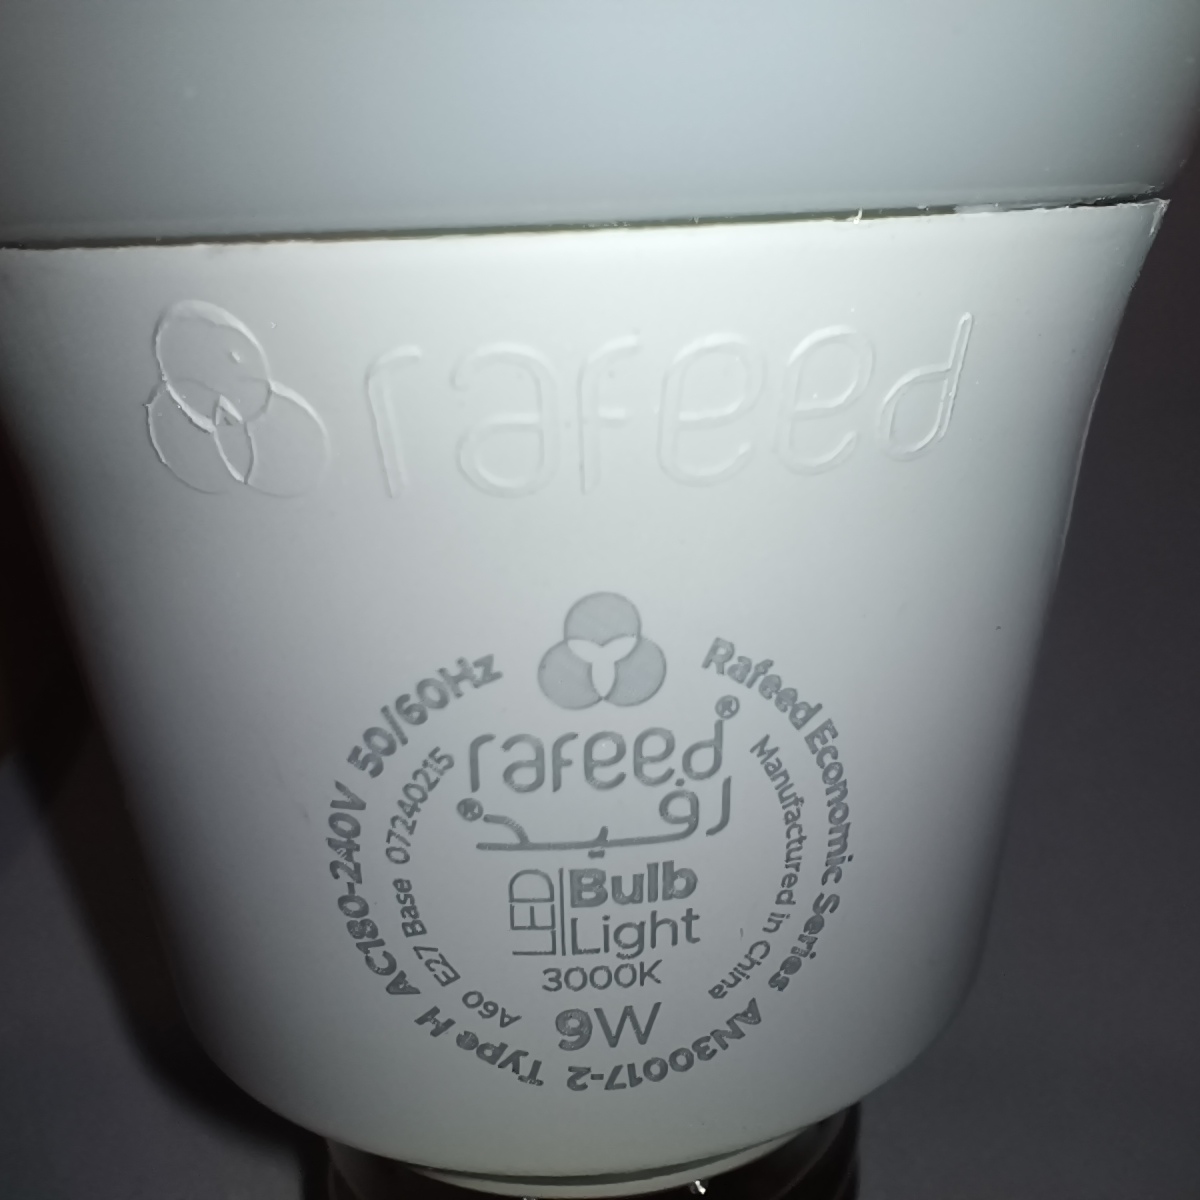 rafeed
rafeed®
رفيد®
LED Bulb Light
3000K
9W
Rafeed Economic Series AN30017-2 Type H AC180-240V 50/60Hz
Manufactured in China
A60 E27 Base 07240215